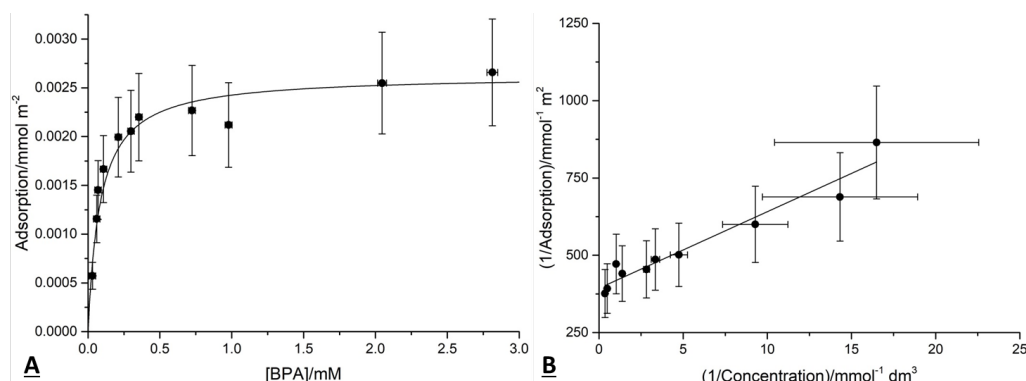 0.0030
0.0025
0.0020
0.0015
0.0010
0.0005
0.0000
Adsorption/mmol m⁻²
0.0 0.5 1.0 1.5 2.0 2.5 3.0
[BPA]/mM
A
1250
1000
750
500
250
(1/Adsorption)/mmol⁻¹ m²
0 5 10 15 20 25
(1/Concentration)/mmol⁻¹ dm³
B